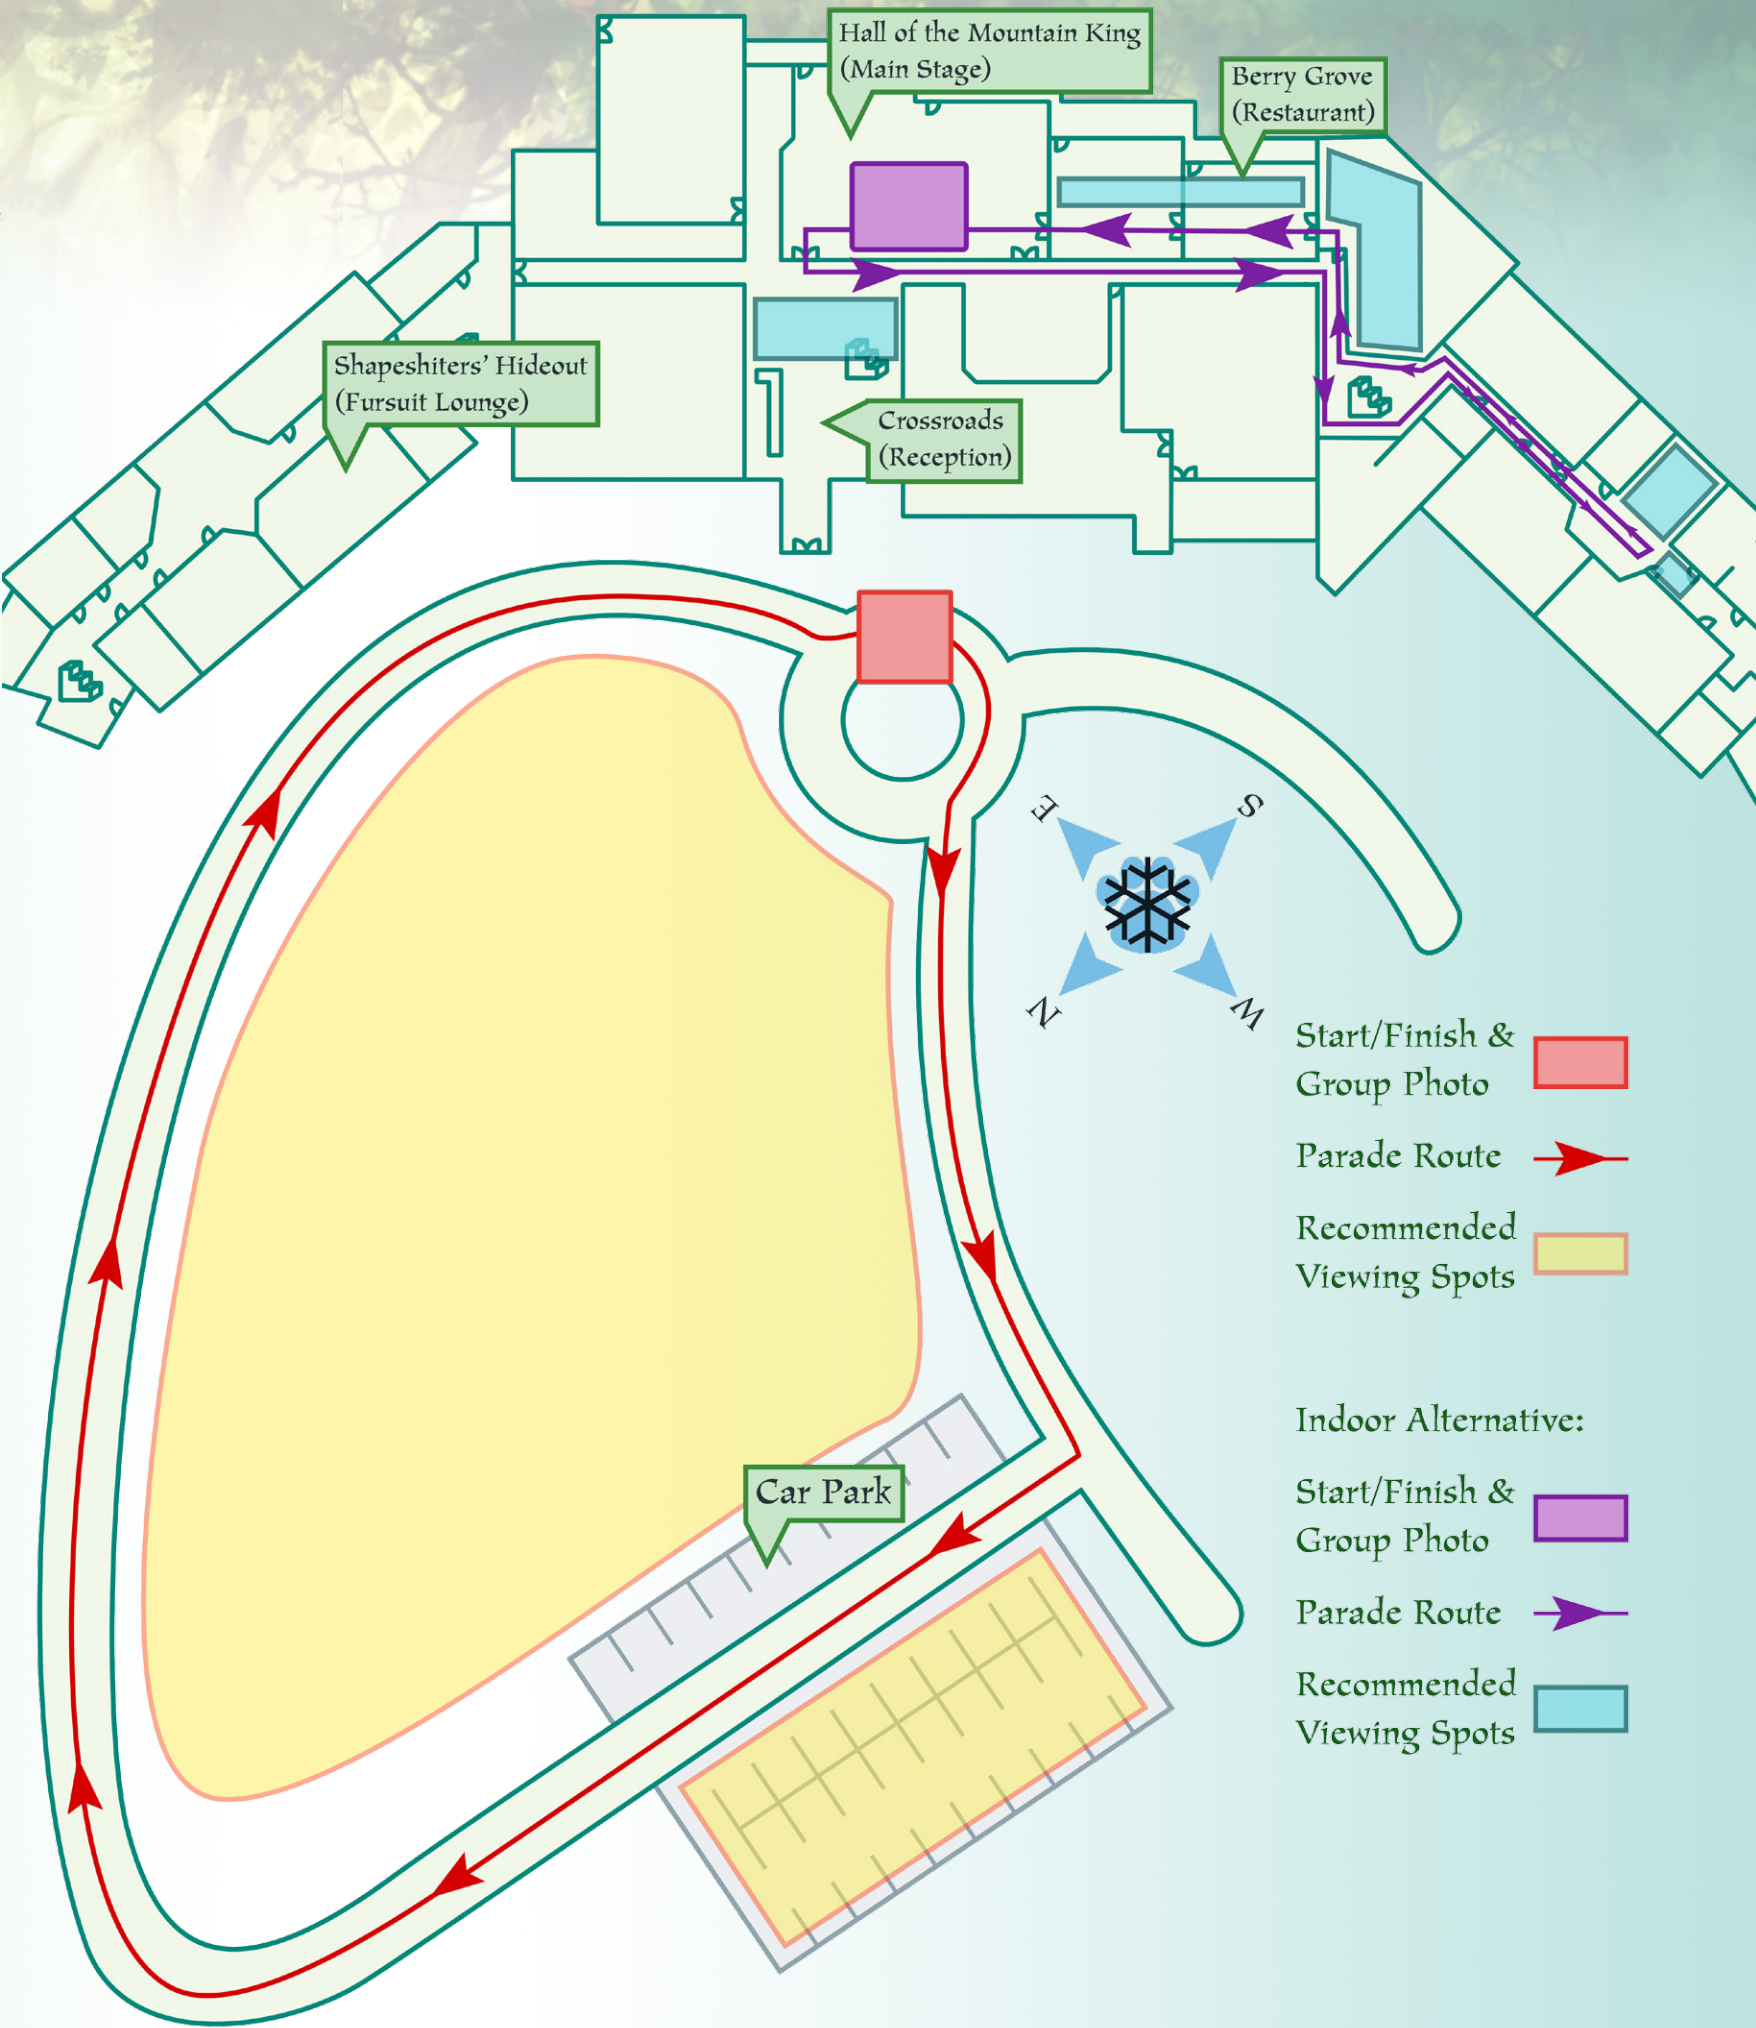 Hall of the Mountain King
(Main Stage)
Berry Grove
(Restaurant)
Shapeshiters' Hideout
(Fursuit Lounge)
Crossroads
(Reception)
E
S
N
W
Start/Finish &
Group Photo
Parade Route
Recommended
Viewing Spots
Indoor Alternative:
Start/Finish &
Group Photo
Parade Route
Recommended
Viewing Spots
Car Park